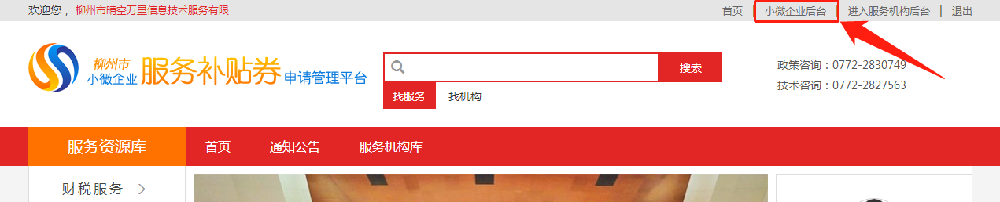 欢迎您，柳州市晴空万里信息技术服务有限
首页 | 小微企业后台 | 进入服务机构后台 | 退出
柳州市
小微企业 服务补贴券 申请管理平台
搜索
找服务 找机构
政策咨询：0772-2830749
技术咨询：0772-2827563
服务资源库 首页 通知公告 服务机构库
财税服务 >